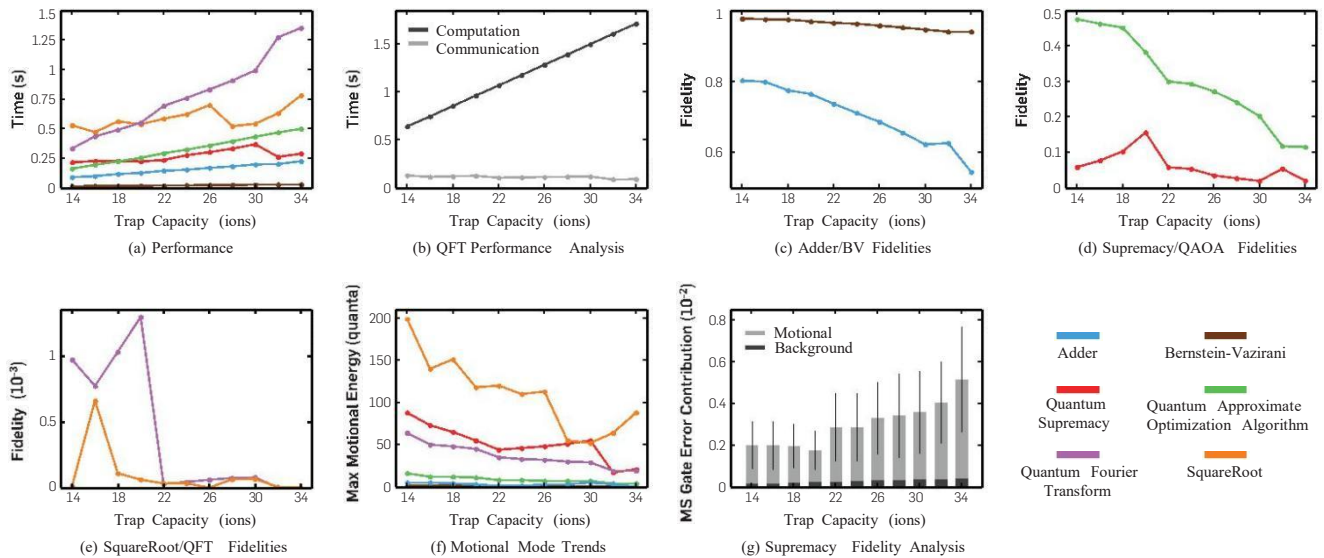 Time (s)
1.5
1.25
1
0.75
0.5
0.25
0
14
18
22
26
30
34
Trap Capacity (ions)
(a) Performance
Time (s)
1.5
1
0.5
0
Computation
Communication
14
18
22
26
30
34
Trap Capacity (ions)
(b) QFT Performance Analysis
Fidelity
1
0.8
0.6
14
18
22
26
30
34
Trap Capacity (ions)
(c) Adder/BV Fidelities
Fidelity
0.5
0.4
0.3
0.2
0.1
0
14
18
22
26
30
34
Trap Capacity (ions)
(d) Supremacy/QAOA Fidelities
Fidelity (10⁻³)
1
0.5
0
14
18
22
26
30
34
Trap Capacity (ions)
(e) SquareRoot/QFT Fidelities
Max Motional Energy (quanta)
200
150
100
50
0
14
18
22
26
30
34
Trap Capacity (ions)
(f) Motional Mode Trends
MS Gate Error Contribution (10⁻²)
0.8
0.6
0.4
0.2
0
Motional
Background
14
18
22
26
30
34
Trap Capacity (ions)
(g) Supremacy Fidelity Analysis
Adder
Bernstein-Vazirani
Quantum
Supremacy
Quantum Approximate
Optimization Algorithm
Quantum Fourier
Transform
SquareRoot